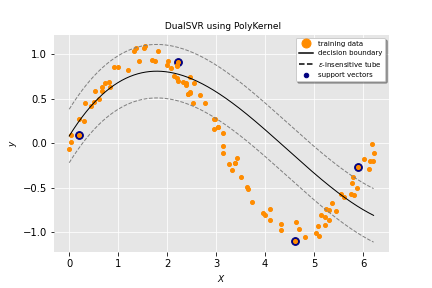 DualSVR using PolyKernel
training data
decision boundary
ε-insensitive tube
support vectors
1.0
0.5
0.0
−0.5
−1.0
y
0 1 2 3 4 5 6
X